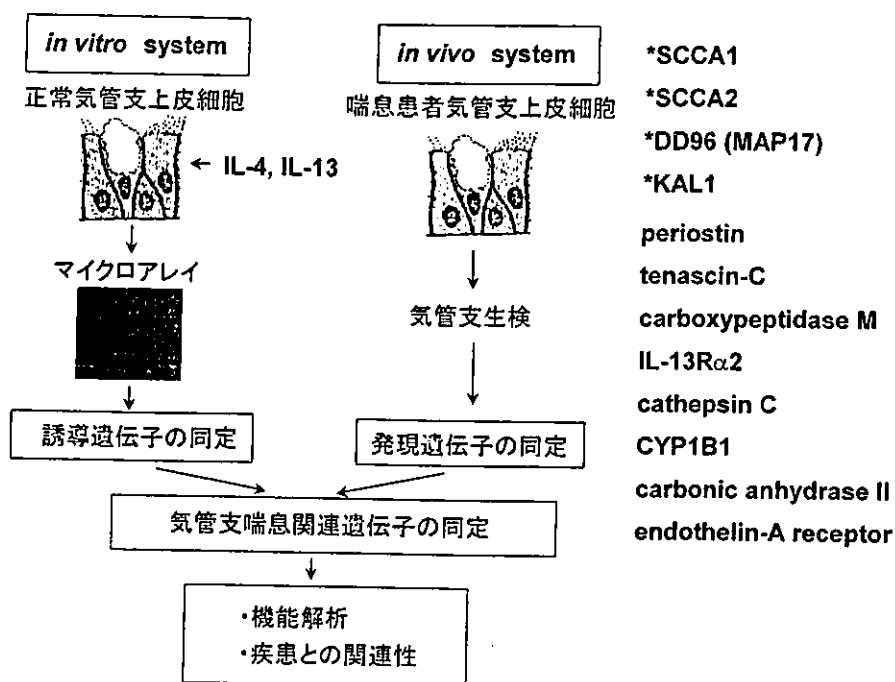 in vitro system
正常気管支上皮細胞
← IL-4, IL-13
マイクロアレイ
誘導遺伝子の同定
in vivo system
喘息患者気管支上皮細胞
気管支生検
発現遺伝子の同定
気管支喘息関連遺伝子の同定
・機能解析
・疾患との関連性
*SCCA1
*SCCA2
*DD96 (MAP17)
*KAL1
periostin
tenascin-C
carboxypeptidase M
IL-13Rα2
cathepsin C
CYP1B1
carbonic anhydrase II
endothelin-A receptor